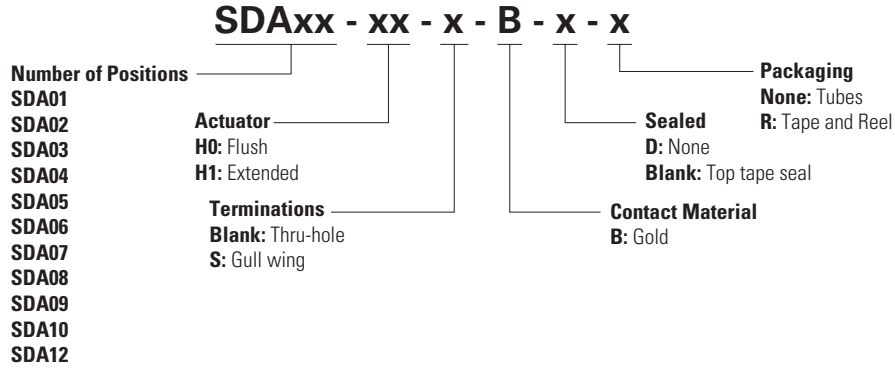 SDAxx - xx - x - B - x - x
Number of Positions
SDA01
SDA02
SDA03
SDA04
SDA05
SDA06
SDA07
SDA08
SDA09
SDA10
SDA12
Actuator
H0: Flush
H1: Extended
Terminations
Blank: Thru-hole
S: Gull wing
Contact Material
B: Gold
Sealed
D: None
Blank: Top tape seal
Packaging
None: Tubes
R: Tape and Reel